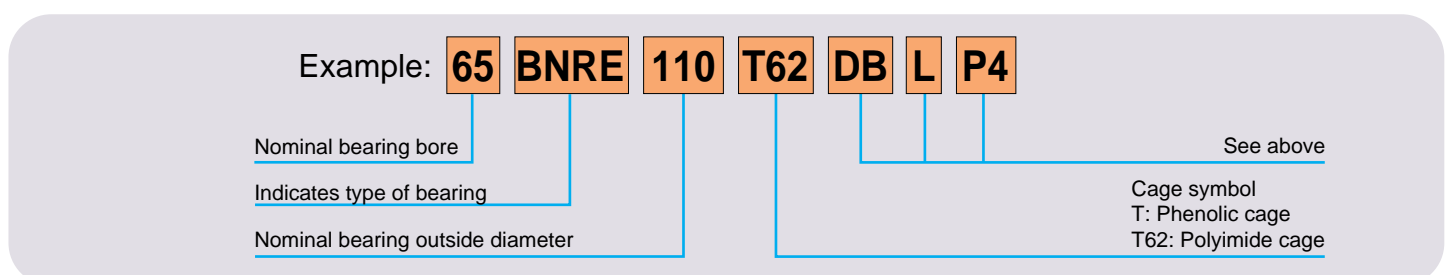 Example: 65 BNRE 110 T62 DB L P4
Nominal bearing bore
See above
Indicates type of bearing
Nominal bearing outside diameter
Cage symbol
T: Phenolic cage
T62: Polyimide cage